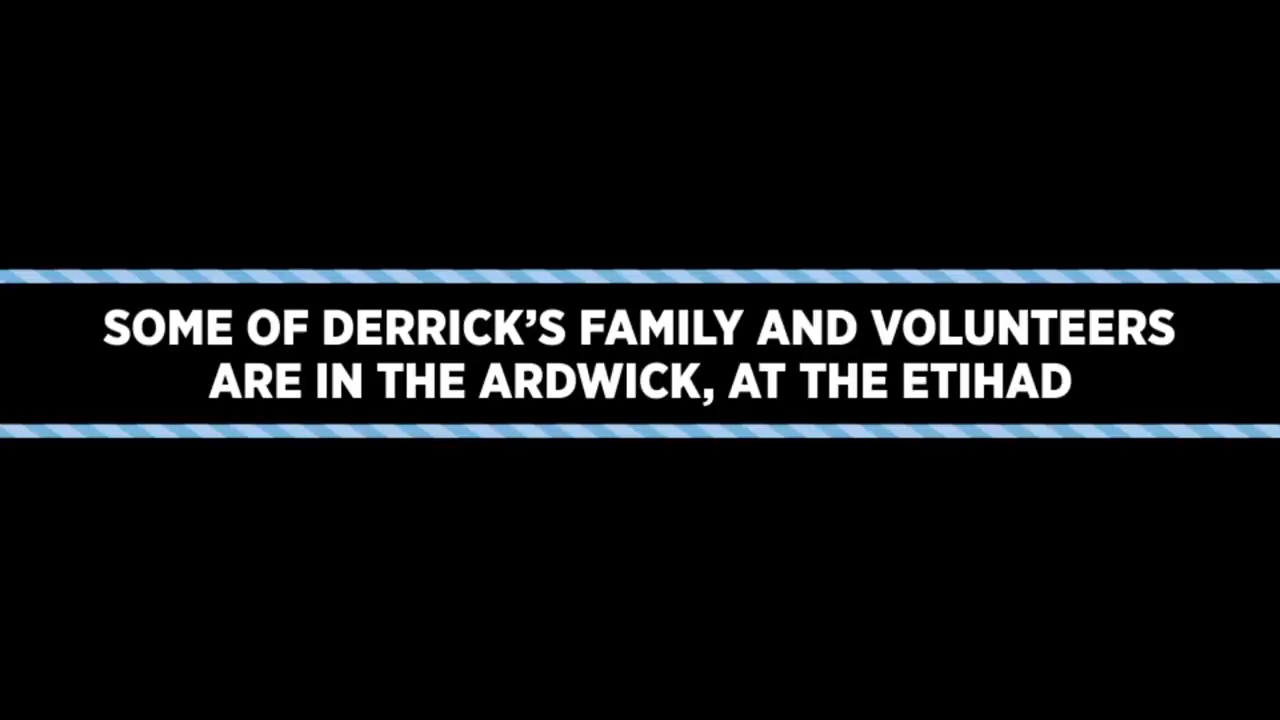 SOME OF DERRICK’S FAMILY AND VOLUNTEERS
ARE IN THE ARDWICK, AT THE ETIHAD